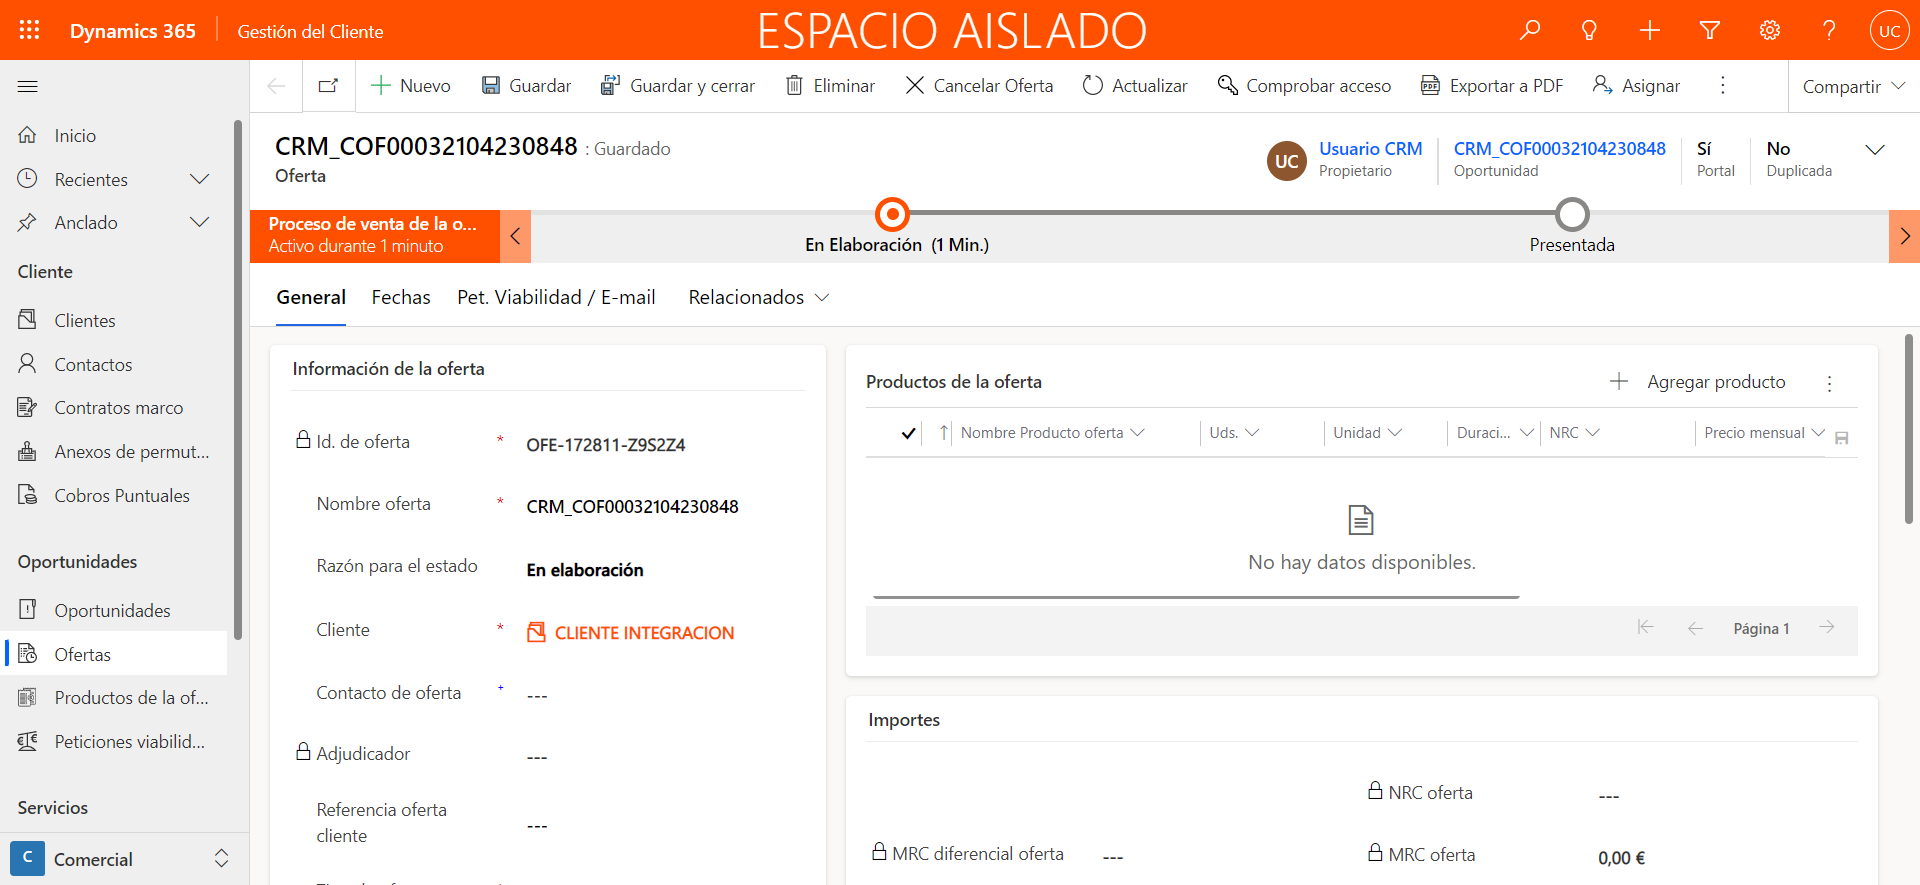 Dynamics 365
Gestión del Cliente
ESPACIO AISLADO
UC
Nuevo
Guardar
Guardar y cerrar
Eliminar
Cancelar Oferta
Actualizar
Comprobar acceso
Exportar a PDF
Asignar
Compartir
Inicio
Recientes
Anclado
Cliente
Clientes
Contactos
Contratos marco
Anexos de permut...
Cobros Puntuales
Oportunidades
Oportunidades
Ofertas
Productos de la of...
Peticiones viabilid...
Servicios
C
Comercial
CRM_COF00032104230848 : Guardado
Oferta
UC
Usuario CRM
Propietario
CRM_COF00032104230848
Oportunidad
Sí
Portal
No
Duplicada
Proceso de venta de la o...
Activo durante 1 minuto
En Elaboración (1 Min.)
Presentada
General
Fechas
Pet. Viabilidad / E-mail
Relacionados
Información de la oferta
Id. de oferta
*
OFE-172811-Z9S2Z4
Nombre oferta
*
CRM_COF00032104230848
Razón para el estado
En elaboración
Cliente
*
CLIENTE INTEGRACION
Contacto de oferta
+
---
Adjudicador
---
Referencia oferta
cliente
---
Productos de la oferta
Agregar producto
Nombre Producto oferta
Uds.
Unidad
Duraci...
NRC
Precio mensual
No hay datos disponibles.
Página 1
Importes
NRC oferta
---
MRC diferencial oferta
---
MRC oferta
0,00 €